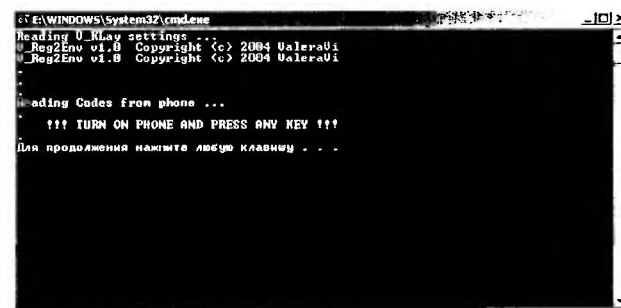 E:\WINDOWS\System32\cmd.exe
Reading V_KLay settings ...
V_Reg2Env v1.0 Copyright (c) 2004 ValeraVi
V_Reg2Env v1.0 Copyright (c) 2004 ValeraVi
.
.
.
Reading Codes from phone ...
.
!!! TURN ON PHONE AND PRESS ANY KEY !!!
.
Для продолжения нажмите любую клавишу . . .